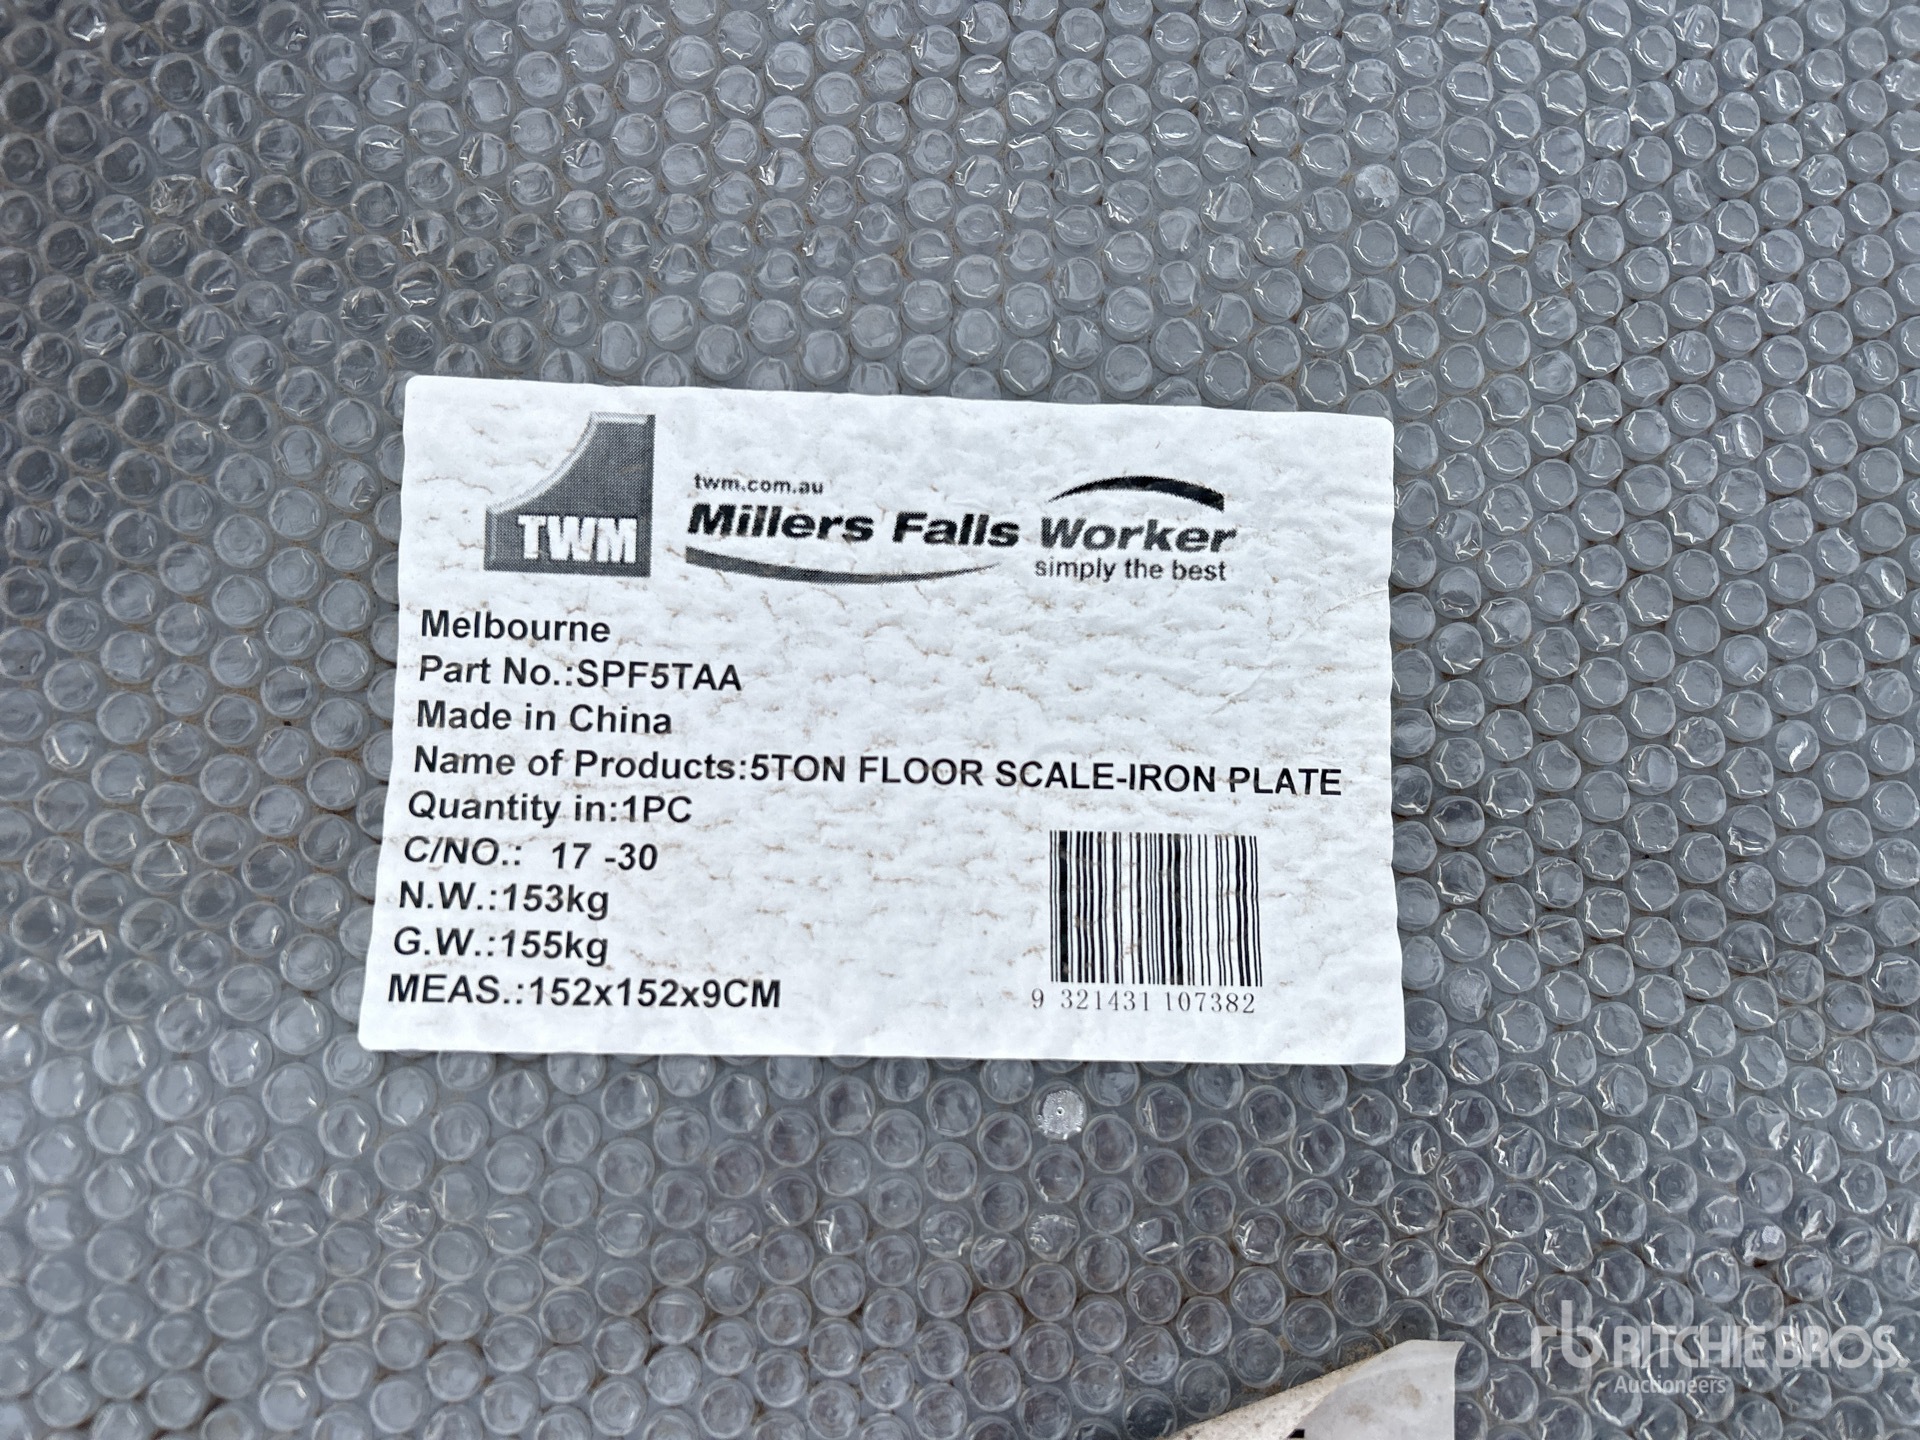 TWM
twm.com.au
Millers Falls Worker
simply the best
Melbourne
Part No.:SPF5TAA
Made in China
Name of Products:5TON FLOOR SCALE-IRON PLATE
Quantity in:1PC
C/NO.: 17 -30
N.W.:153kg
G.W.:155kg
MEAS.:152x152x9CM
9 321431 107382
rb RITCHIE BROS.
Auctioneers